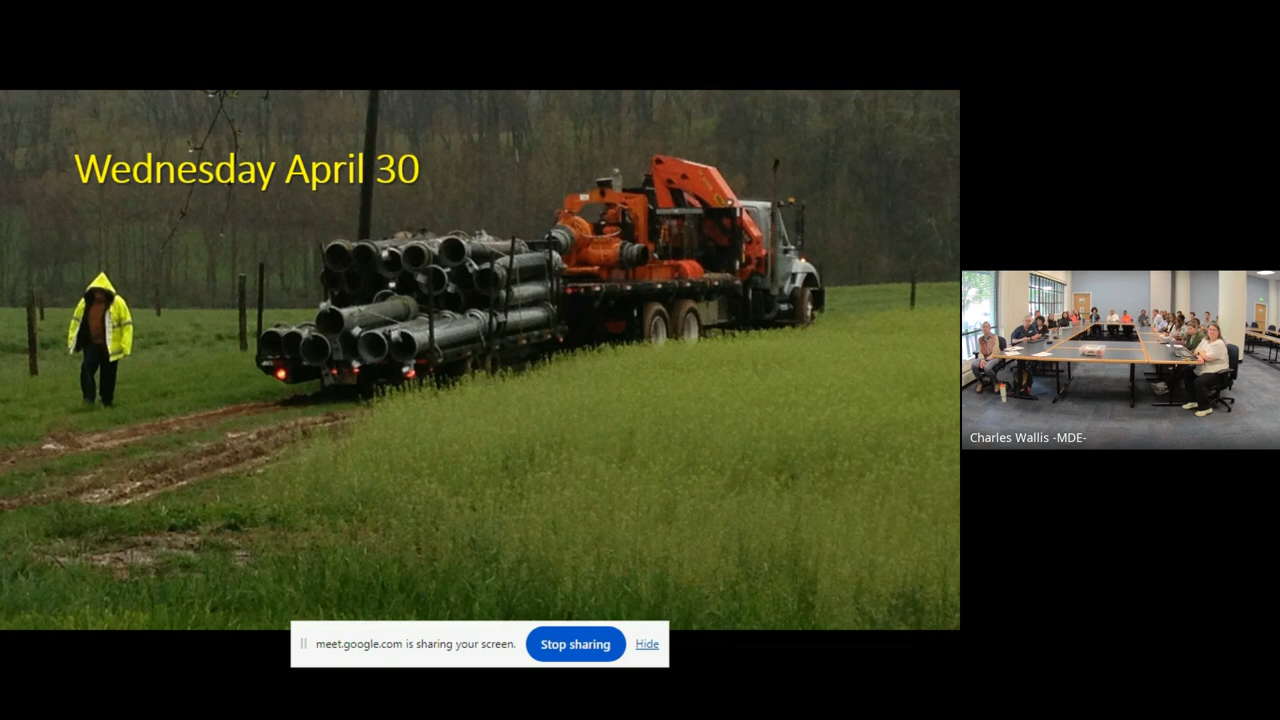 Wednesday April 30
Charles Wallis -MDE-
meet.google.com is sharing your screen.
Stop sharing
Hide